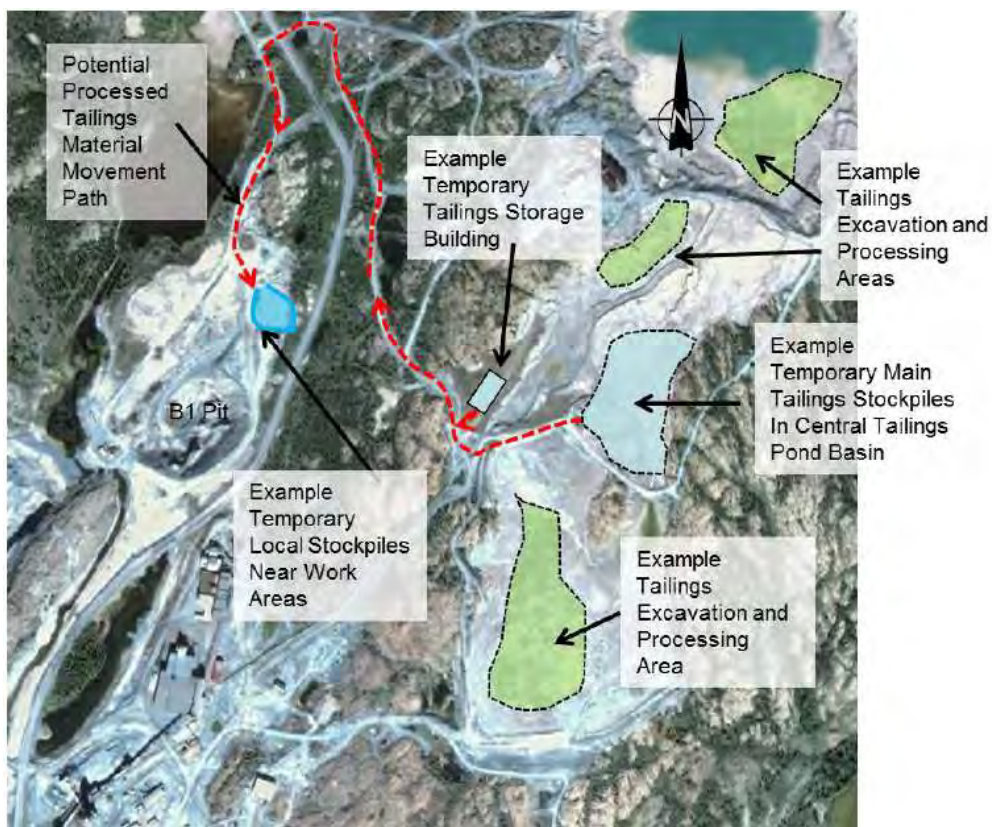 Potential
Processed
Tailings
Material
Movement
Path
N
Example
Temporary
Tailings Storage
Building
Example
Tailings
Excavation and
Processing
Areas
Example
Temporary Main
Tailings Stockpiles
In Central Tailings
Pond Basin
B1 Pit
Example
Temporary
Local Stockpiles
Near Work
Areas
Example
Tailings
Excavation and
Processing
Area